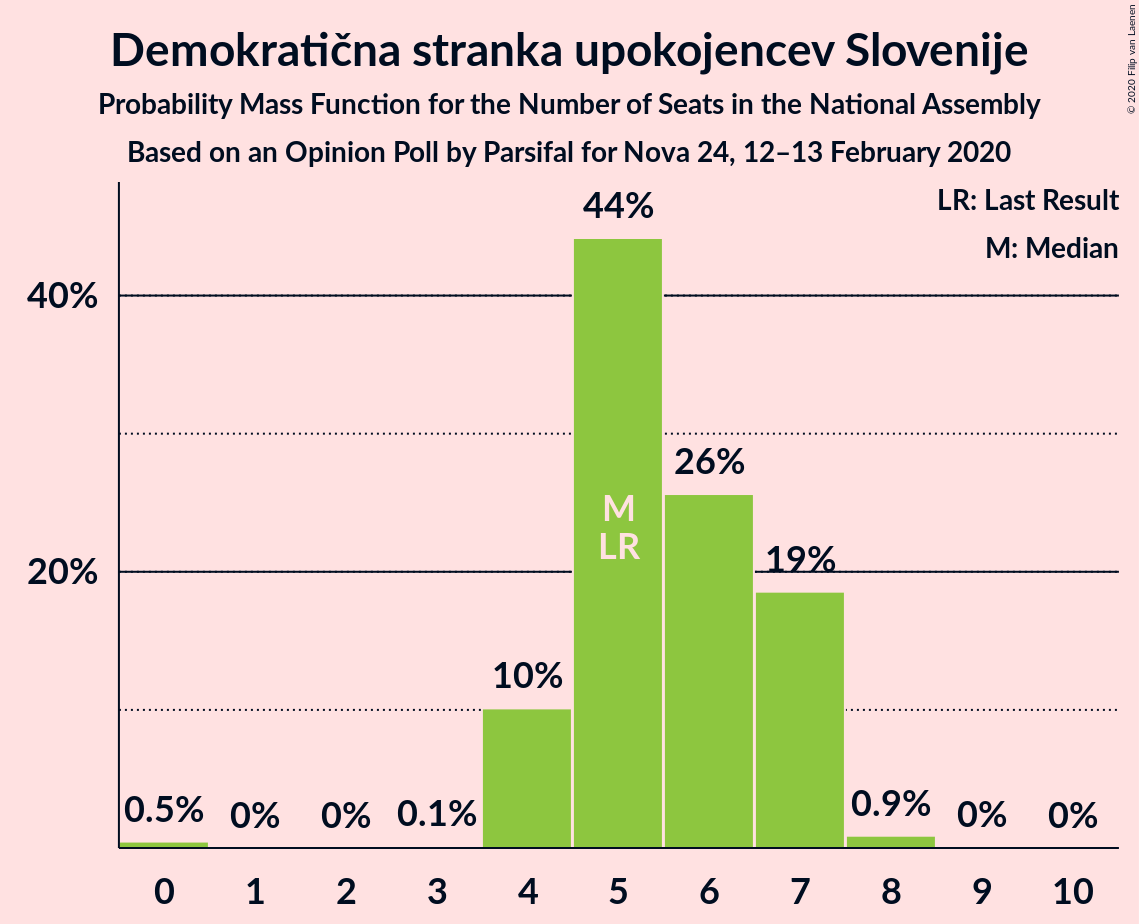 Demokratična stranka upokojencev Slovenije
Probability Mass Function for the Number of Seats in the National Assembly
Based on an Opinion Poll by Parsifal for Nova 24, 12–13 February 2020
© 2020 Filip van Laenen
LR: Last Result
M: Median
40%
20%
0.5%
0%
0%
0.1%
10%
44%
M
LR
26%
19%
0.9%
0%
0%
0 1 2 3 4 5 6 7 8 9 10